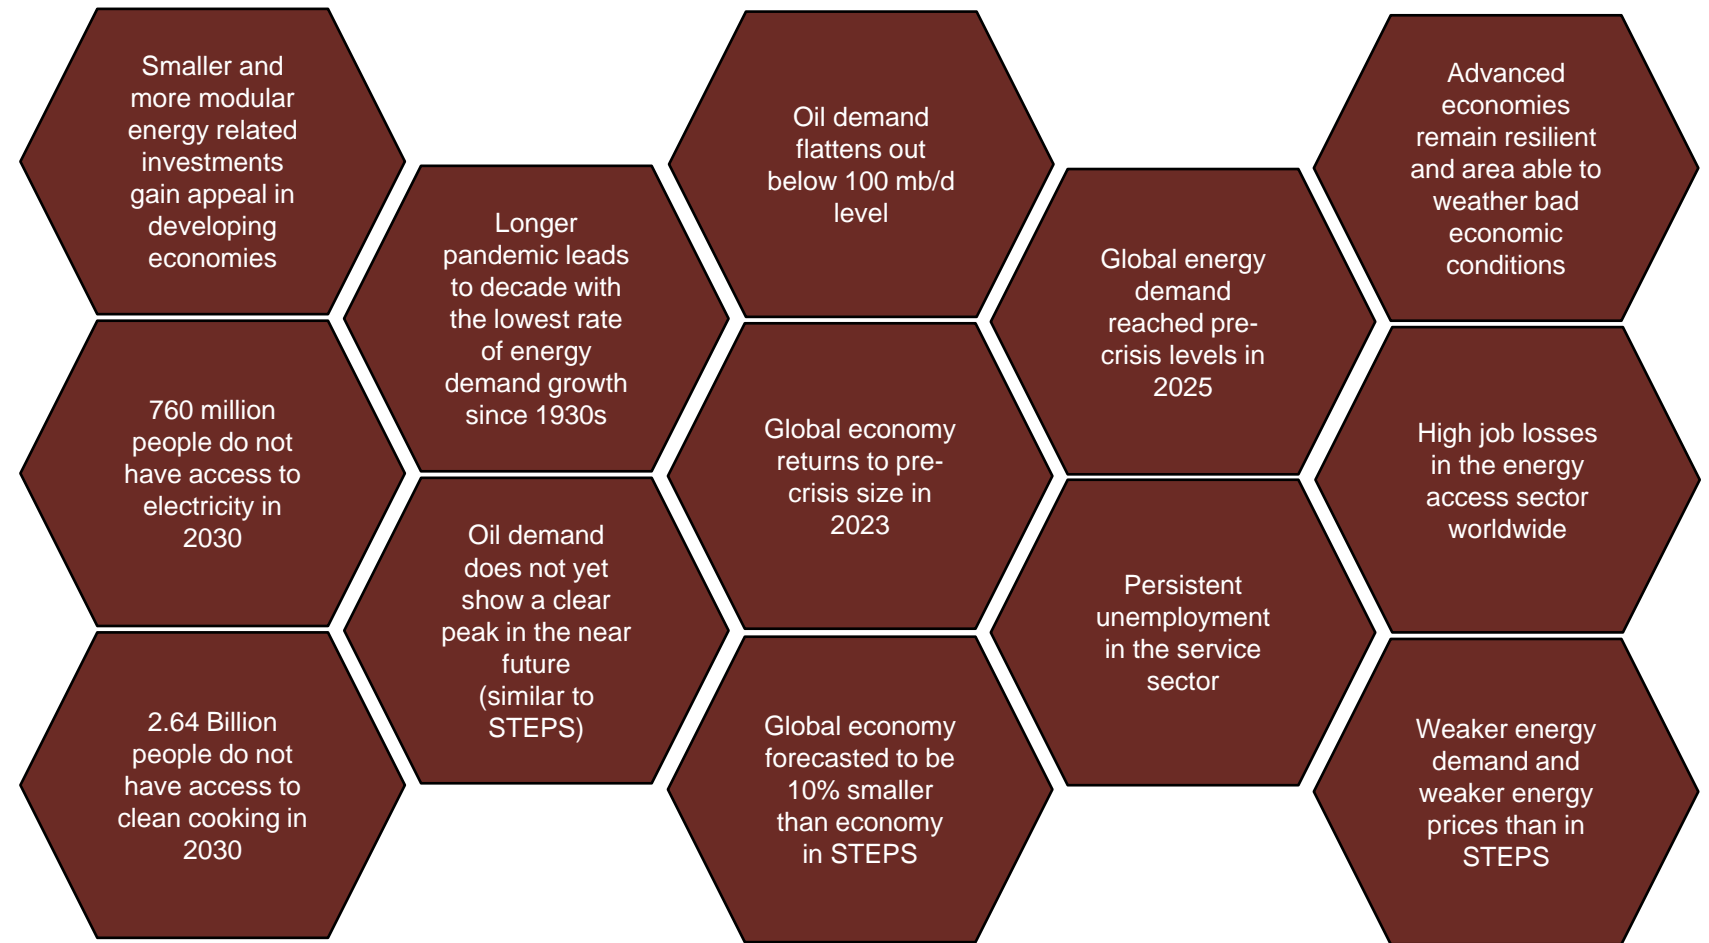 Smaller and
more modular
energy related
investments
gain appeal in
developing
economies
760 million
people do not
have access to
electricity in
2030
2.64 Billion
people do not
have access to
clean cooking in
2030
Longer
pandemic leads
to decade with
the lowest rate
of energy
demand growth
since 1930s
Oil demand
does not yet
show a clear
peak in the near
future
(similar to
STEPS)
Oil demand
flattens out
below 100 mb/d
level
Global economy
returns to pre-
crisis size in
2023
Global economy
forecasted to be
10% smaller
than economy
in STEPS
Global energy
demand
reached pre-
crisis levels in
2025
Persistent
unemployment
in the service
sector
Advanced
economies
remain resilient
and area able to
weather bad
economic
conditions
High job losses
in the energy
access sector
worldwide
Weaker energy
demand and
weaker energy
prices than in
STEPS